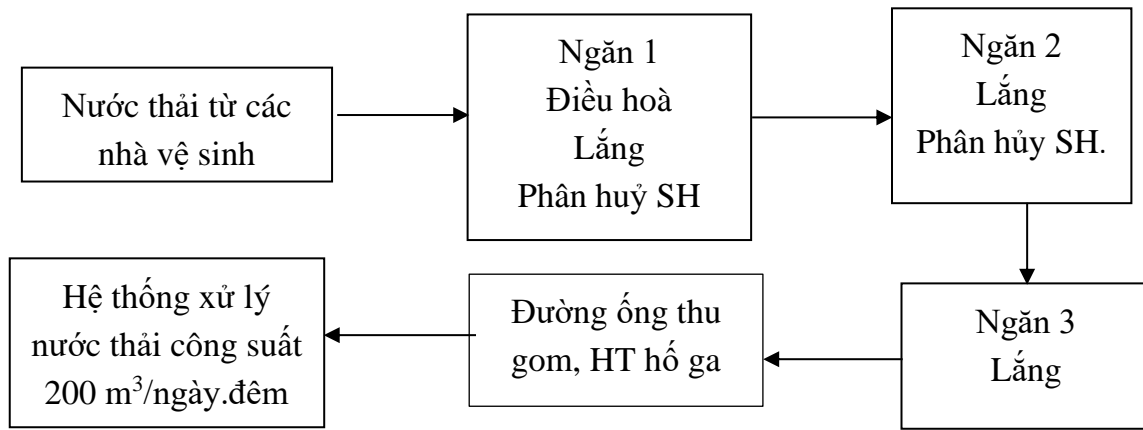 Nước thải từ các
nhà vệ sinh
Ngăn 1
Điều hoà
Lắng
Phân huỷ SH
Ngăn 2
Lắng
Phân hủy SH.
Ngăn 3
Lắng
Đường ống thu
gom, HT hố ga
Hệ thống xử lý
nước thải công suất
200 m³/ngày.đêm